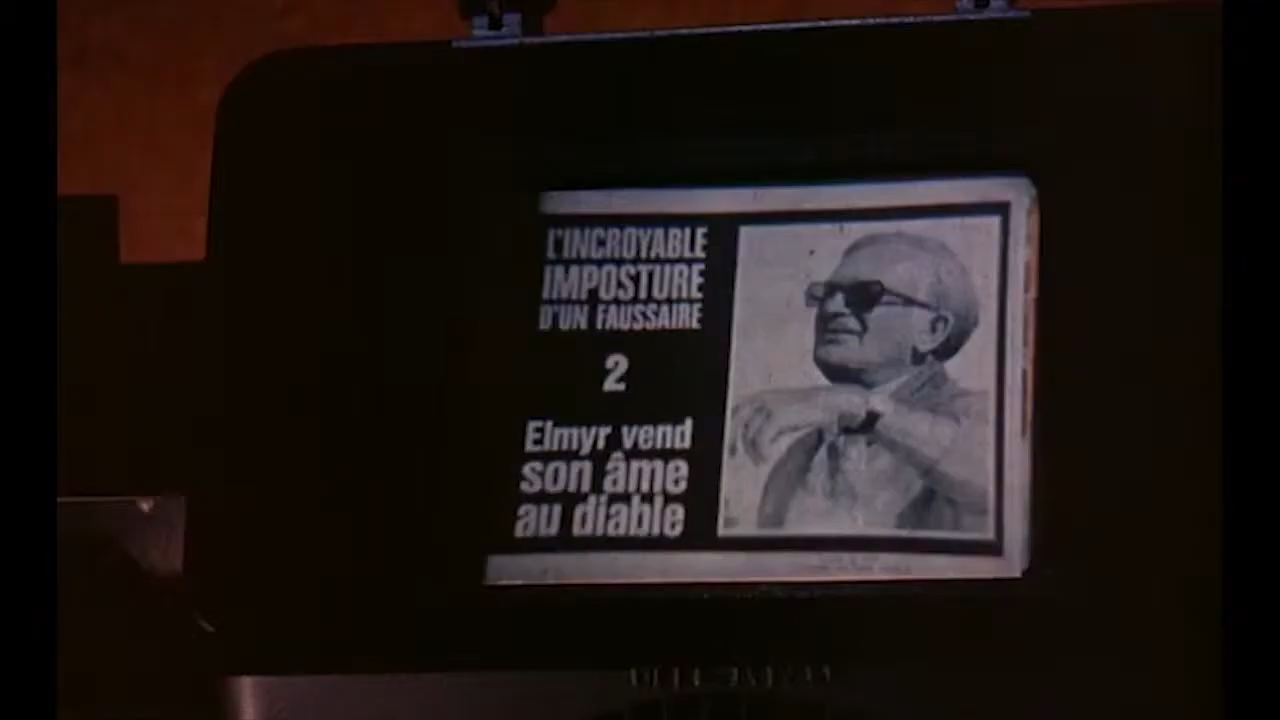 L'INCROYABLE
IMPOSTURE
D'UN FAUSSAIRE
2
Elmyr vend
son âme
au diable